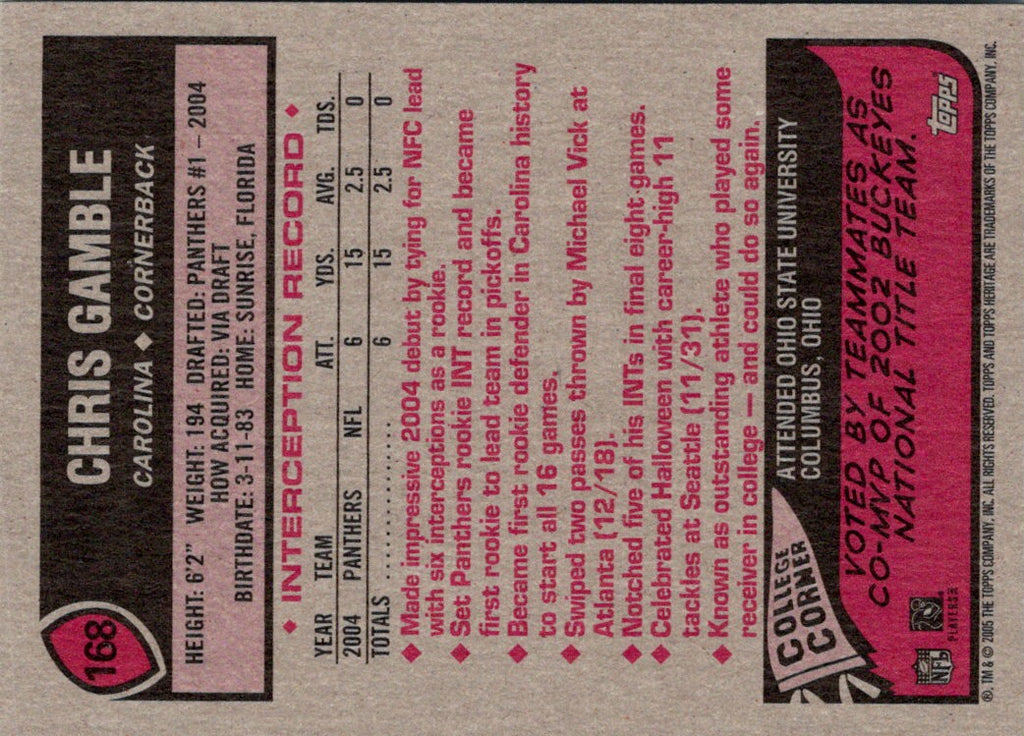 168
CHRIS GAMBLE
CAROLINA ◆ CORNERBACK
HEIGHT: 6'2" WEIGHT: 194 DRAFTED: PANTHERS #1 – 2004
HOW ACQUIRED: VIA DRAFT
BIRTHDATE: 3-11-83 HOME: SUNRISE, FLORIDA
◆ INTERCEPTION RECORD ◆
YEAR TEAM ATT. YDS. AVG. TDS.
2004 PANTHERS NFL 6 15 2.5 0
TOTALS .................. 6 15 2.5 0
◆ Made impressive 2004 debut by tying for NFC lead
with six interceptions as a rookie.
◆ Set Panthers rookie INT record and became
first rookie to lead team in pickoffs.
◆ Became first rookie defender in Carolina history
to start all 16 games.
◆ Swiped two passes thrown by Michael Vick at
Atlanta (12/18).
◆ Notched five of his INTs in final eight games.
◆ Celebrated Halloween with career-high 11
tackles at Seattle (11/31).
◆ Known as outstanding athlete who played some
receiver in college — and could do so again.
COLLEGE
CORNER
ATTENDED OHIO STATE UNIVERSITY
COLUMBUS, OHIO
VOTED BY TEAMMATES AS
CO-MVP OF 2002 BUCKEYES
NATIONAL TITLE TEAM.
NFL
PLAYERS INC
Topps
®, TM & © 2005 THE TOPPS COMPANY, INC. ALL RIGHTS RESERVED. TOPPS AND TOPPS HERITAGE ARE TRADEMARKS OF THE TOPPS COMPANY, INC.